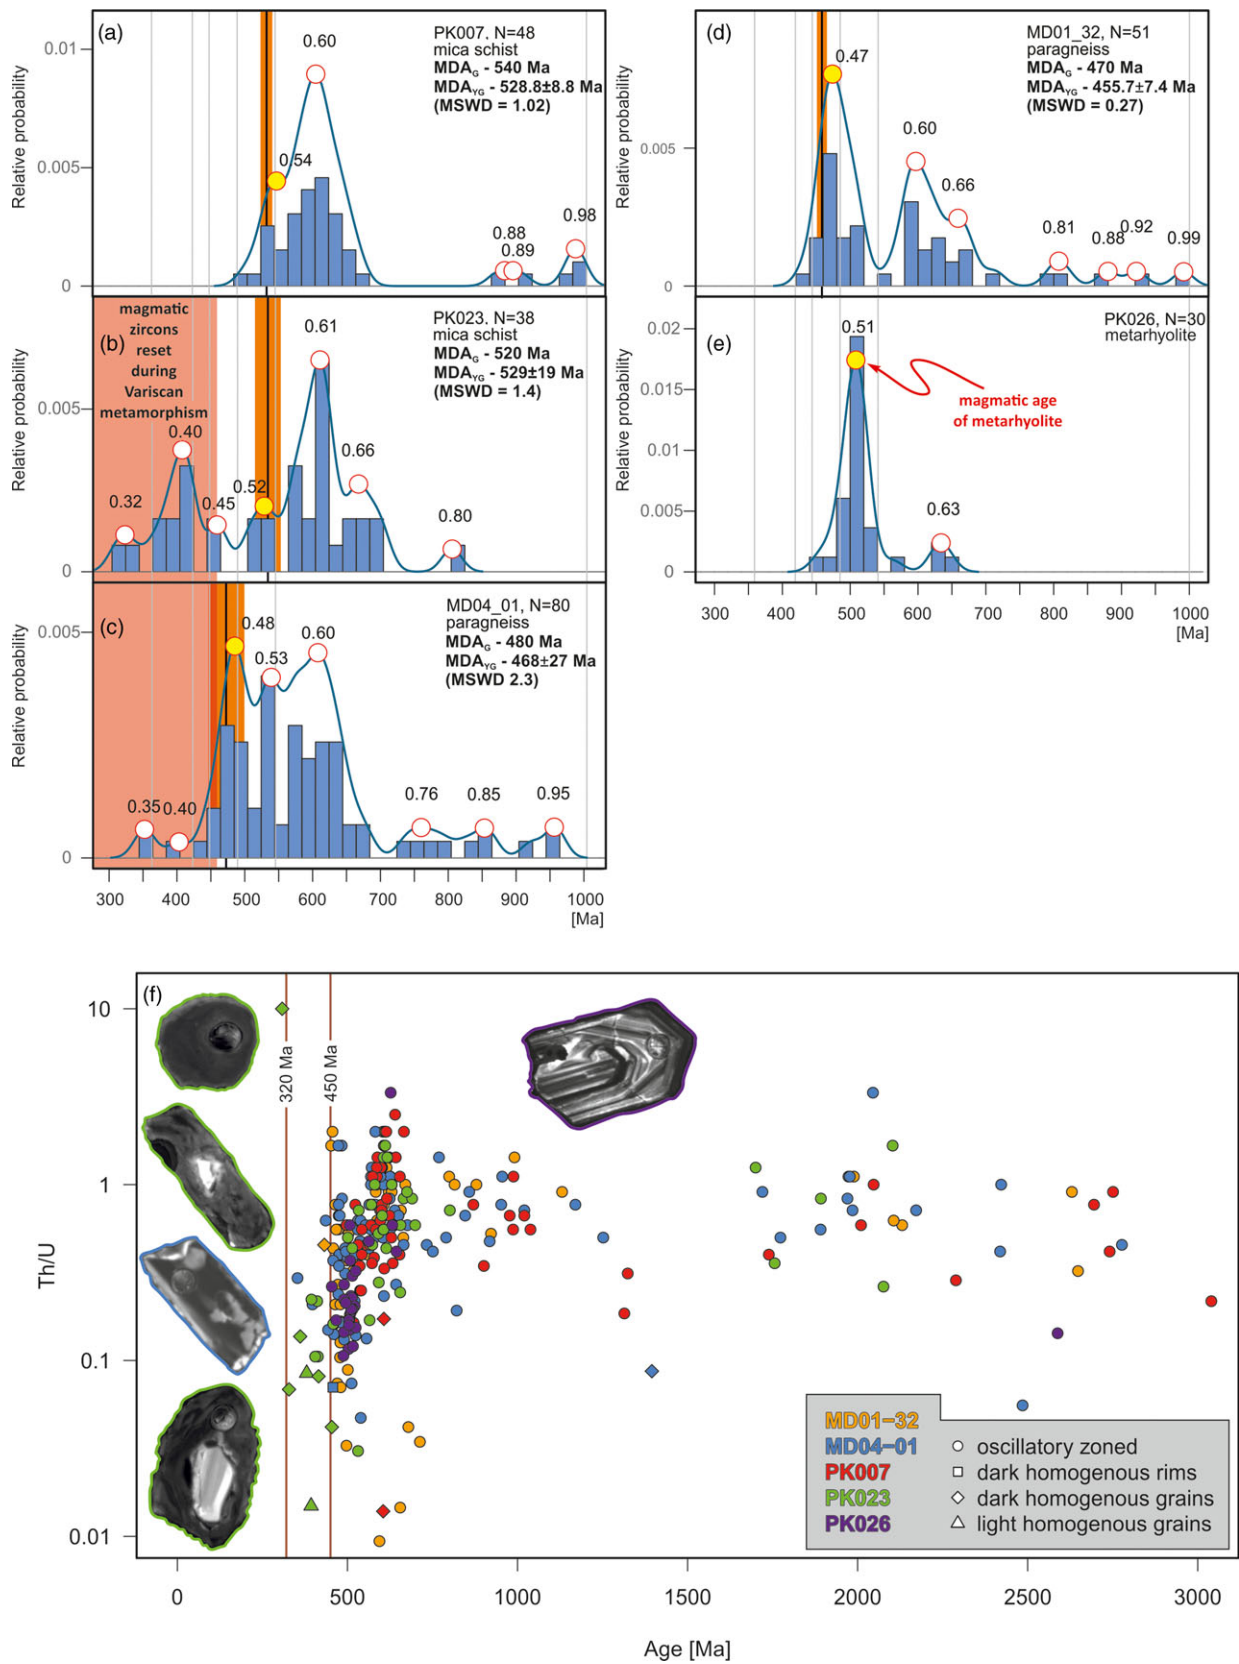 (a)
PK007, N=48
mica schist
MDAG - 540 Ma
MDAYG - 528.8±8.8 Ma
(MSWD = 1.02)
0.60
0.54
0.88
0.89
0.98
0.01
0.005
0
Relative probability
(b)
magmatic
zircons
reset
during
Variscan
metamorphism
PK023. N=38
mica schist
MDAG - 520 Ma
MDAYG - 529±19 Ma
(MSWD = 1.4)
0.32
0.40
0.45
0.52
0.61
0.66
0.80
0.005
0
Relative probability
(c)
MD04_01, N=80
paragneiss
MDAG - 480 Ma
MDAYG - 468±27 Ma
(MSWD 2.3)
0.35
0.40
0.48
0.53
0.60
0.76
0.85
0.95
0.005
0
Relative probability
300 400 500 600 700 800 900 1000
[Ma]
(d)
MD01_32, N=51
paragneiss
MDAG - 470 Ma
MDAYG - 455.7±7.4 Ma
(MSWD = 0.27)
0.47
0.60
0.66
0.81
0.88
0.92
0.99
0.005
0
Relative probability
(e)
PK026, N=30
metarhyolite
0.51
0.63
magmatic age
of metarhyolite
0.02
0.015
0.01
0.005
0
Relative probability
300 400 500 600 700 800 900 1000
[Ma]
(f)
320 Ma
450 Ma
10
1
0.1
0.01
Th/U
MD01-32
MD04-01
PK007
PK023
PK026
oscillatory zoned
dark homogenous rims
dark homogenous grains
light homogenous grains
0 500 1000 1500 2000 2500 3000
Age [Ma]